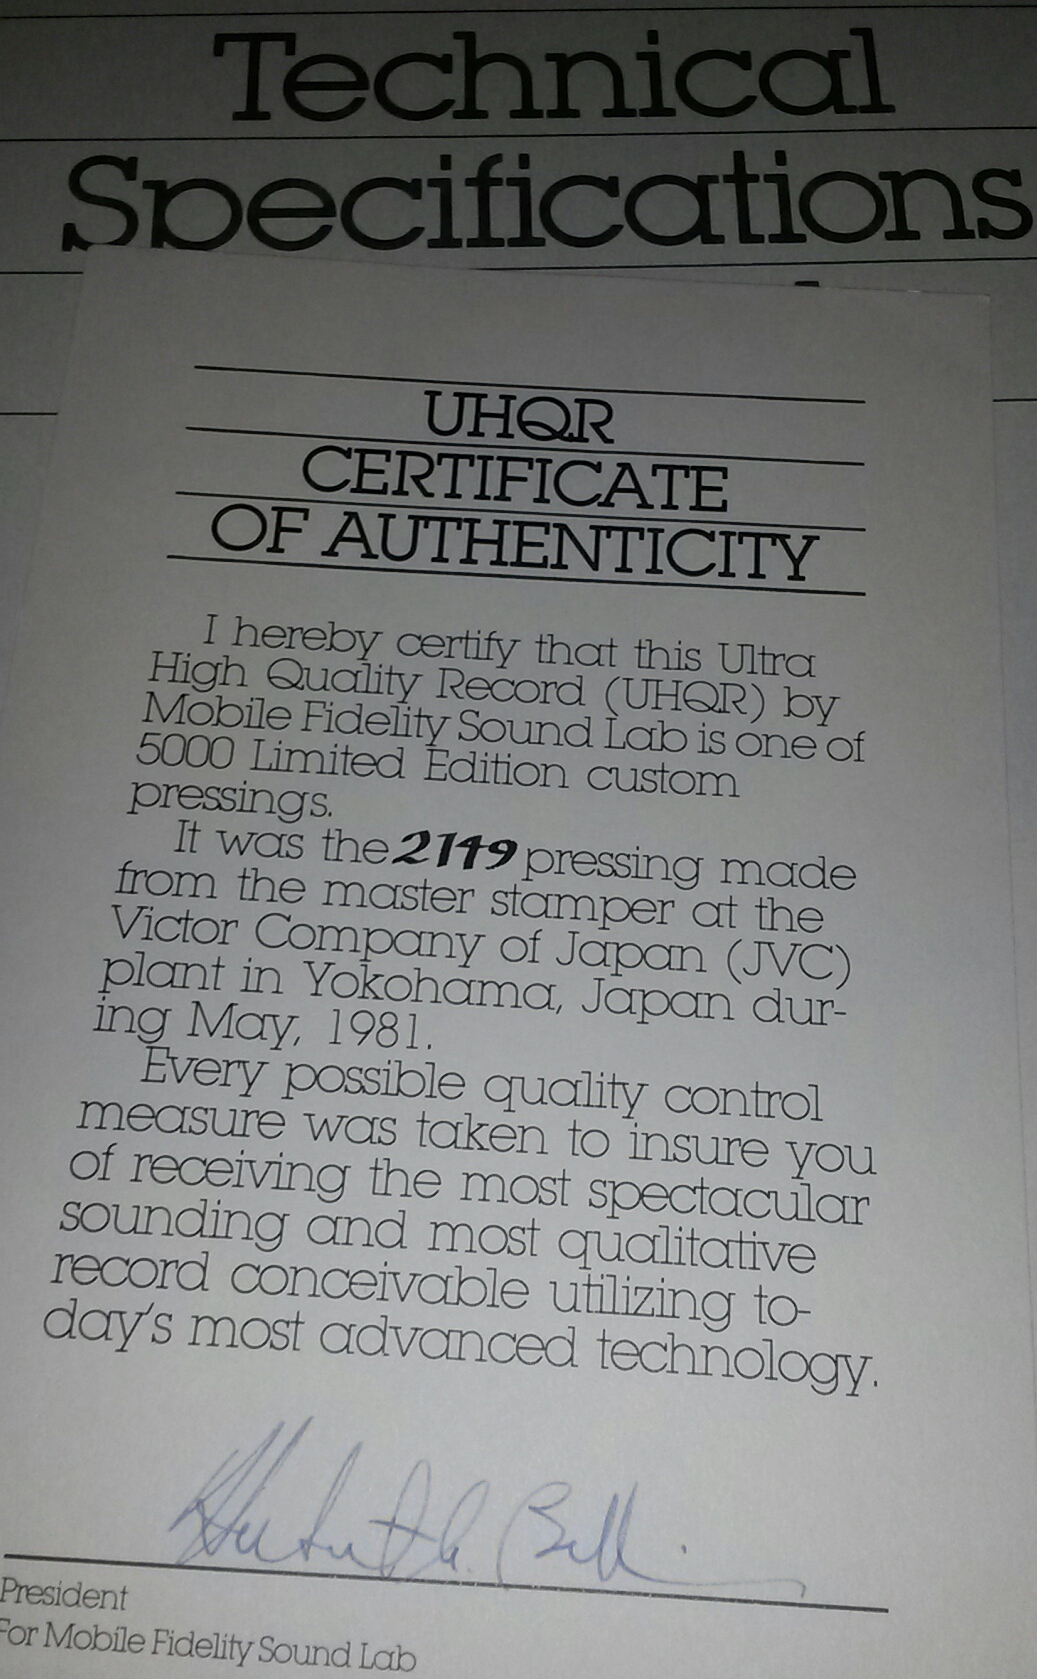 Technical
Specifications
UHQR
CERTIFICATE
OF AUTHENTICITY
I hereby certify that this Ultra
High Quality Record (UHQR) by
Mobile Fidelity Sound Lab is one of
5000 Limited Edition custom
pressings.
It was the 2149 pressing made
from the master stamper at the
Victor Company of Japan (JVC)
plant in Yokohama, Japan dur-
ing May, 1981.
Every possible quality control
measure was taken to insure you
of receiving the most spectacular
sounding and most qualitative
record conceivable utilizing to-
day's most advanced technology.
President
For Mobile Fidelity Sound Lab